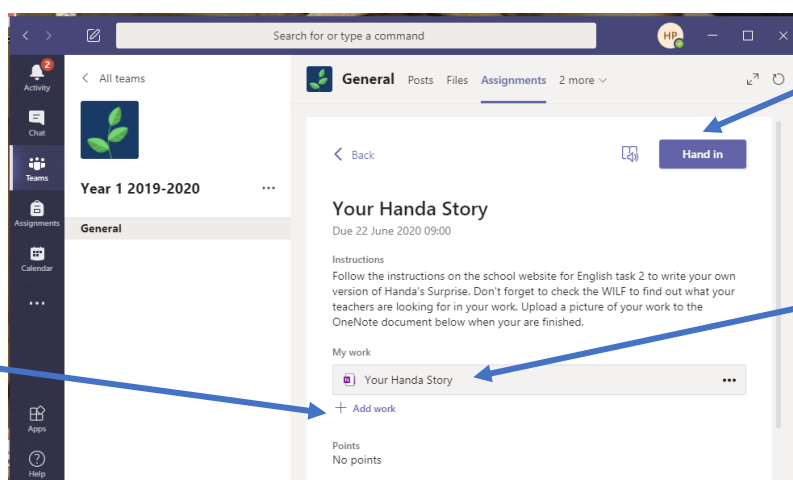 Search for or type a command
HP
2
Activity
Chat
Teams
Assignments
Calendar
Apps
Help
All teams
Year 1 2019-2020
General
General Posts Files Assignments 2 more
Back
Hand in
Your Handa Story
Due 22 June 2020 09:00
Instructions
Follow the instructions on the school website for English task 2 to write your own
version of Handa's Surprise. Don't forget to check the WILF to find out what your
teachers are looking for in your work. Upload a picture of your work to the
OneNote document below when your are finished.
My work
Your Handa Story
+ Add work
Points
No points